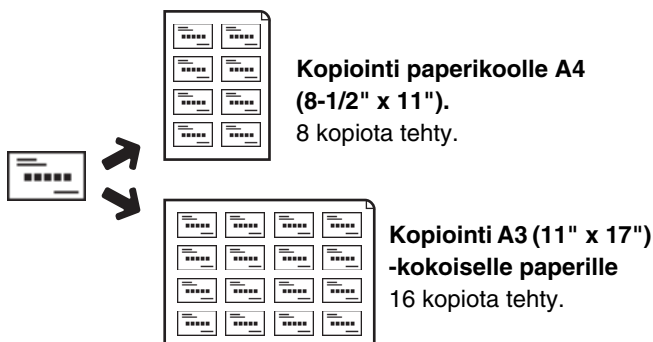 Kopiointi paperikoolle A4
(8-1/2" x 11").
8 kopiota tehty.
Kopiointi A3 (11" x 17")
-kokoiselle paperille
16 kopiota tehty.